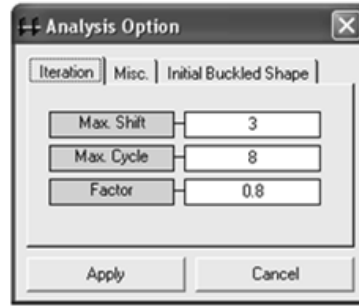 Analysis Option
Iteration Misc. Initial Buckled Shape
Max. Shift 3
Max. Cycle 8
Factor 0.8
Apply Cancel